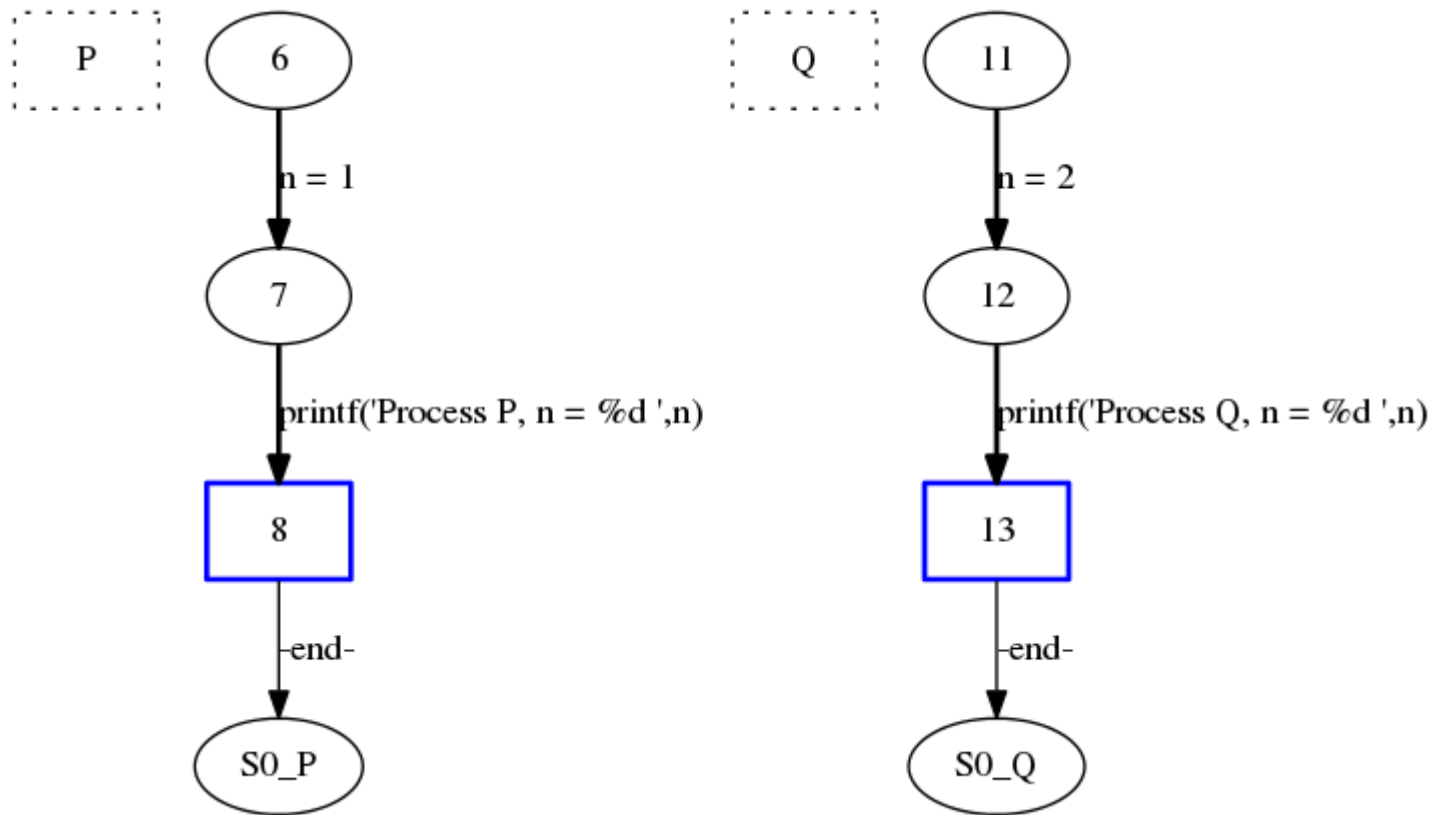 P
6
n = 1
7
printf('Process P, n = %d ',n)
8
-end-
S0_P
Q
11
n = 2
12
printf('Process Q, n = %d ',n)
13
-end-
S0_Q